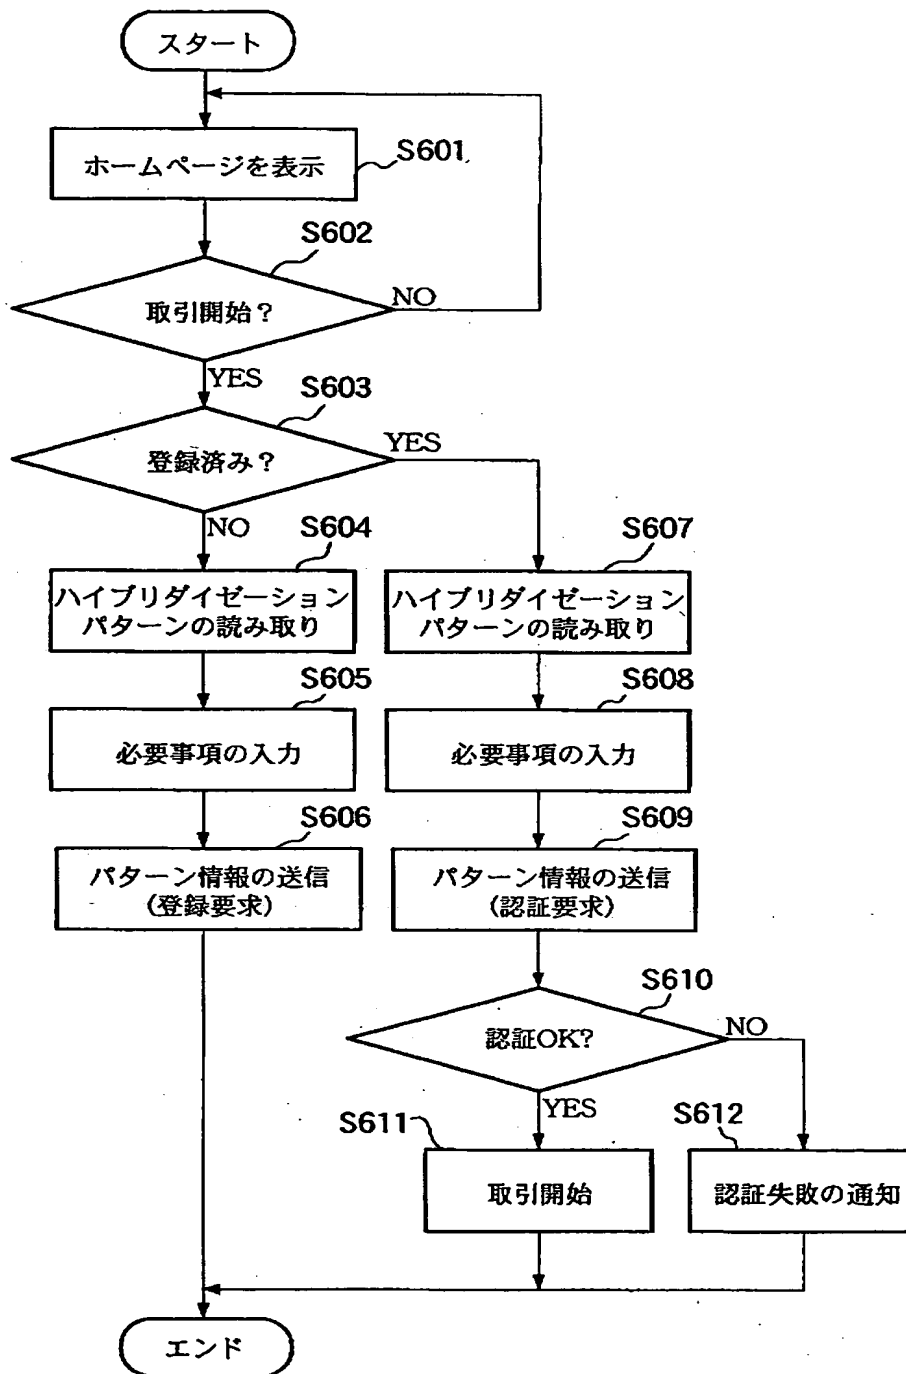 スタート
ホームページを表示
S601
S602
取引開始?
NO
YES
S603
登録済み?
YES
NO
S604
ハイブリダイゼーション
パターンの読み取り
S607
ハイブリダイゼーション
パターンの読み取り
S605
必要事項の入力
S608
必要事項の入力
S606
パターン情報の送信
(登録要求)
S609
パターン情報の送信
(認証要求)
S610
認証OK?
NO
YES
S611
取引開始
S612
認証失敗の通知
エンド